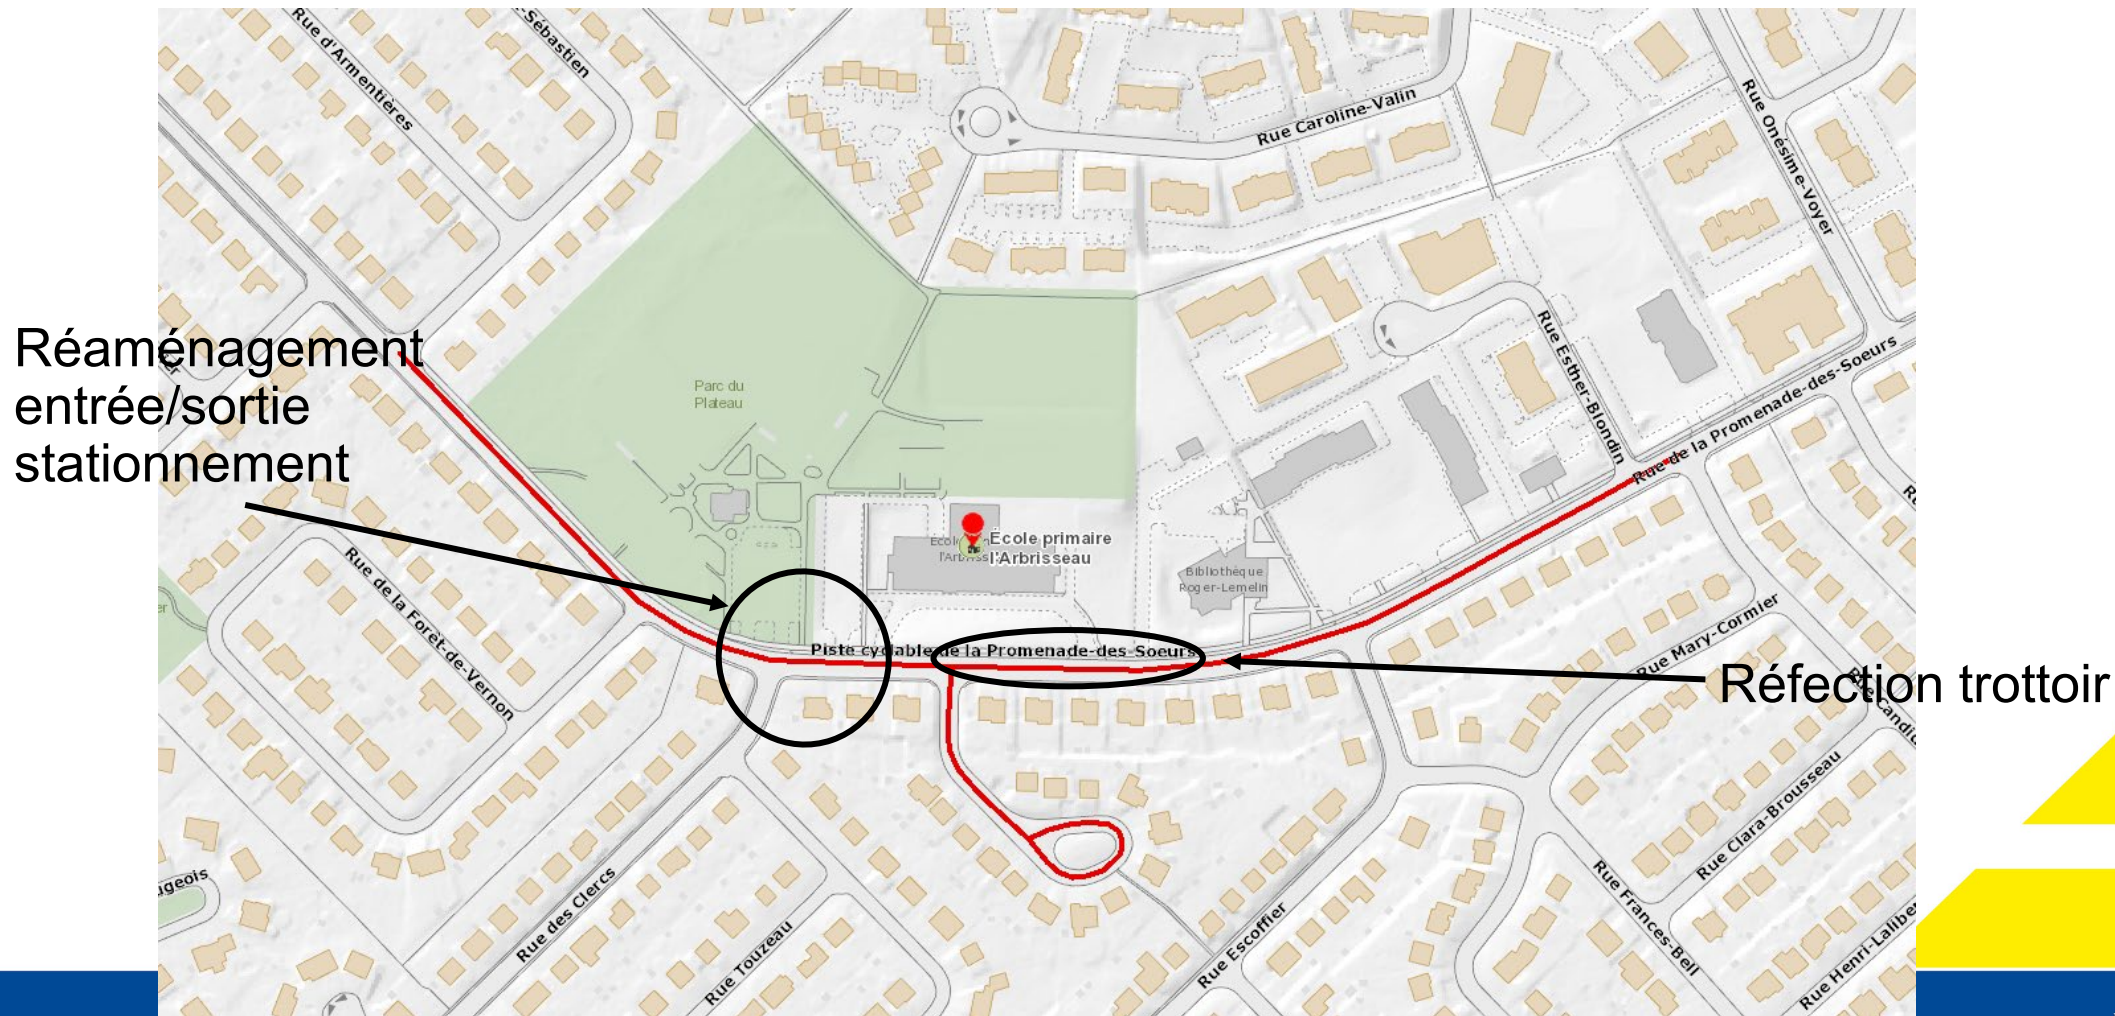 Rue d'Armentières
-Sébastien
Rue Caroline-Valin
Rue Onésime-Voyer
Réaménagement
entrée/sortie
stationnement
Parc du
Plateau
Rue Esther-Blondin
Rue de la Promenade-des-Soeurs
École primaire
l'Arbrisseau
Bibliothèque
Roger-Lemelin
Rue de la Forêt-de-Vernon
Piste cyclable de la Promenade-des-Soeurs
Rue Mary-Cormier
Réfection trottoir
Rue Clara-Brousseau
Rue des Clercs
Rue Touzeau
Rue Escoffier
Rue Frances-Bell
Rue Henri-Laliber
ugeois